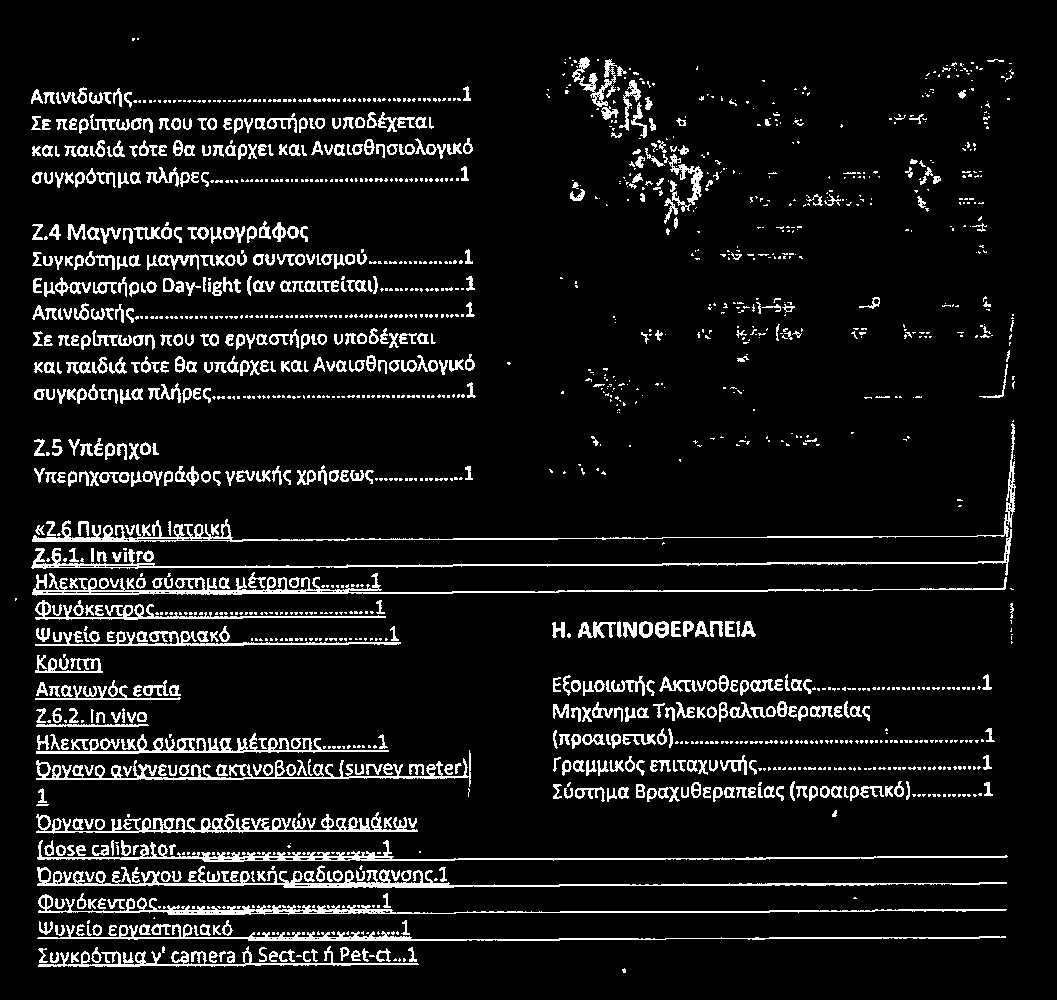 Απινιδωτής...........................................................1
Σε περίπτωση που το εργαστήριο υποδέχεται
και παιδιά τότε θα υπάρχει και Αναισθησιολογικό
συγκρότημα πλήρες.............................................1
Ζ.4 Μαγνητικός τομογράφος
Συγκρότημα μαγνητικού συντονισμού.................1
Εμφανιστήριο Day-light (αν απαιτείται)...............1
Απινιδωτής...........................................................1
Σε περίπτωση που το εργαστήριο υποδέχεται
και παιδιά τότε θα υπάρχει και Αναισθησιολογικό
συγκρότημα πλήρες.............................................1
Ζ.5 Υπέρηχοι
Υπερηχοτομογράφος γενικής χρήσεως................1
«Ζ.6 Πυρηνική Ιατρική
Ζ.6.1. In vitro
Ηλεκτρονικό σύστημα μέτρησης..........1
Φυγόκεντρος........................................1
Ψυγείο εργαστηριακό .........................1
Κρύπτη
Απαγωγός εστία
Ζ.6.2. In vivo
Ηλεκτρονικό σύστημα μέτρησης..........1
Όργανο ανίχνευσης ακτινοβολίας (survey meter)
1
Όργανο μέτρησης ραδιενεργών φαρμάκων
(dose calibrator.....................................1
Όργανο ελέγχου εξωτερικής ραδιορύπανσης.1
Φυγόκεντρος........................................1
Ψυγείο εργαστηριακό ...........................1
Συγκρότημα γ' camera ή Sect-ct ή Pet-ct...1
Η. ΑΚΤΙΝΟΘΕΡΑΠΕΙΑ
Εξομοιωτής Ακτινοθεραπείας..............................1
Μηχάνημα Τηλεκοβαλτιοθεραπείας
(προαιρετικό).......................................................1
Γραμμικός επιταχυντής........................................1
Σύστημα Βραχυθεραπείας (προαιρετικό).............1